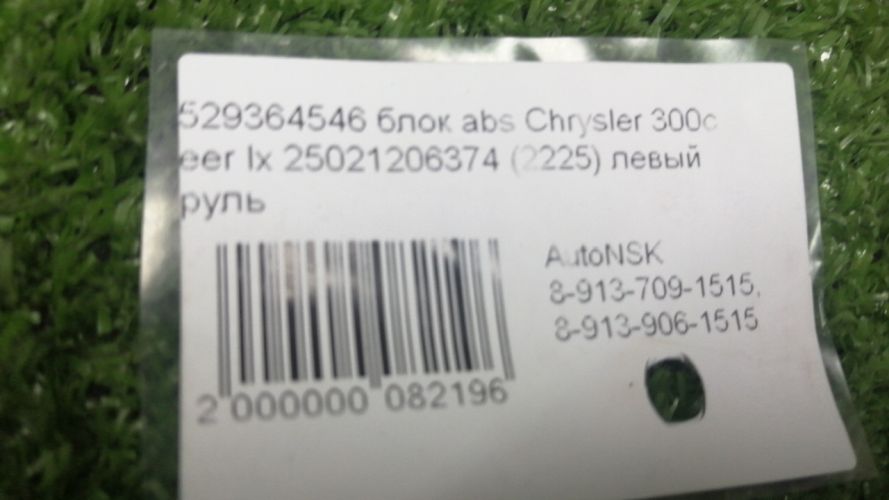 529364546 блок abs Chrysler 300c
eer lx 25021206374 (2225) левый
руль
AutoNSK
8-913-709-1515,
8-913-906-1515
2 000000 082196